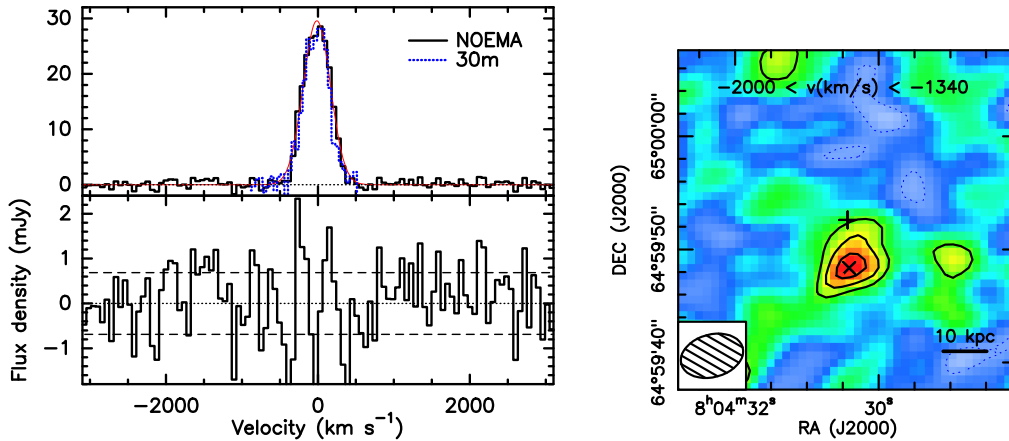 30
20
10
0
NOEMA
30m
2
1
0
−1
Flux density (mJy)
−2000
0
2000
Velocity (km s⁻¹)
−2000 < v(km/s) < −1340
65°00'00"
64°59'50"
64°59'40"
DEC (J2000)
10 kpc
8ʰ04ᵐ32ˢ
30ˢ
RA (J2000)